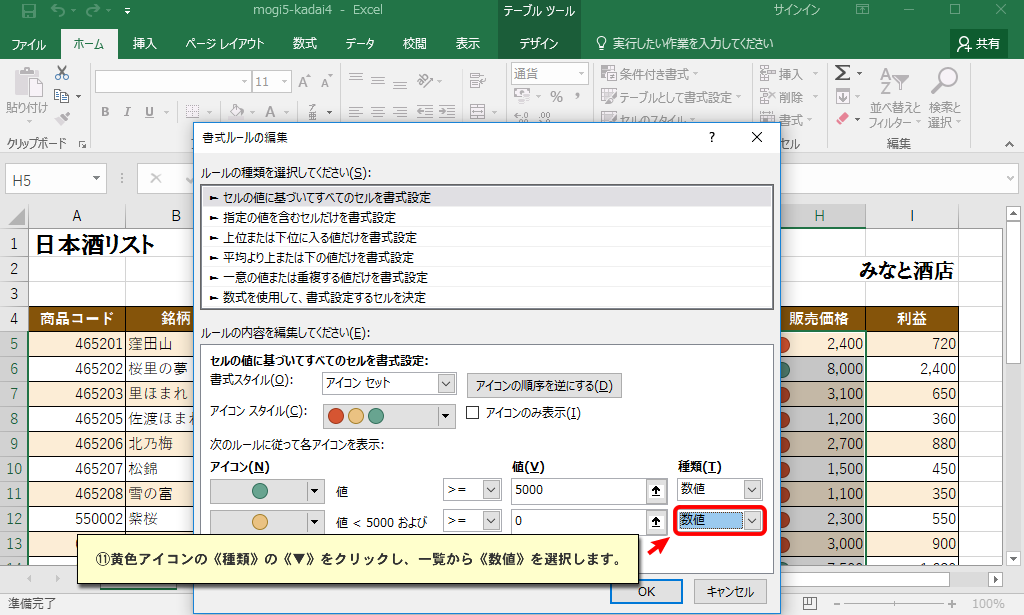 mogi5-kadai4 - Excel
テーブル ツール
サインイン
ファイル ホーム 挿入 ページ レイアウト 数式 データ 校閲 表示 デザイン 実行したい作業を入力してください 共有
貼り付け
クリップボード
11
B I U
A
通貨
%
条件付き書式
テーブルとして書式設定
セルのスタイル
挿入
削除
書式
セル
並べ替えと
フィルター
検索と
選択
編集
H5
A B H I
1 日本酒リスト
2 みなと酒店
3
4 商品コード 銘柄 販売価格 利益
5 465201 窪田山 2,400 720
6 465202 桜里の夢 8,000 2,400
7 465203 里ほまれ 3,100 650
8 465205 佐渡ほまれ 1,200 360
9 465206 北乃梅 2,700 880
10 465207 松錦 1,500 450
11 465208 雪の富 1,100 350
12 550002 紫桜 2,300 550
13 3,000 900
書式ルールの編集
?
ルールの種類を選択してください(S):
► セルの値に基づいてすべてのセルを書式設定
► 指定の値を含むセルだけを書式設定
► 上位または下位に入る値だけを書式設定
► 平均より上または下の値だけを書式設定
► 一意の値または重複する値だけを書式設定
► 数式を使用して、書式設定するセルを決定
ルールの内容を編集してください(E):
セルの値に基づいてすべてのセルを書式設定:
書式スタイル(O): アイコン セット アイコンの順序を逆にする(D)
アイコン スタイル(C): アイコンのみ表示(I)
次のルールに従って各アイコンを表示:
アイコン(N) 値(V) 種類(T)
値 >= 5000 数値
値 < 5000 および >= 0 数値
⑪黄色アイコンの《種類》の《▼》をクリックし、一覧から《数値》を選択します。
OK キャンセル
準備完了
100%